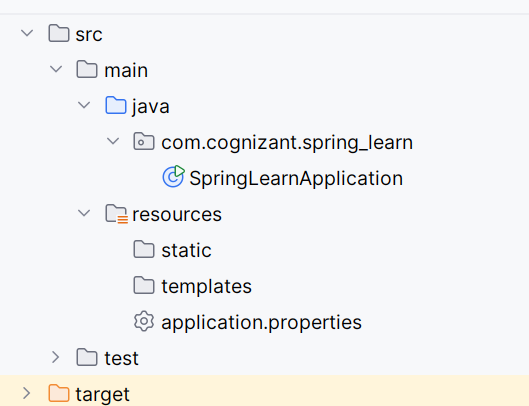 src
main
java
com.cognizant.spring_learn
SpringLearnApplication
resources
static
templates
application.properties
test
target